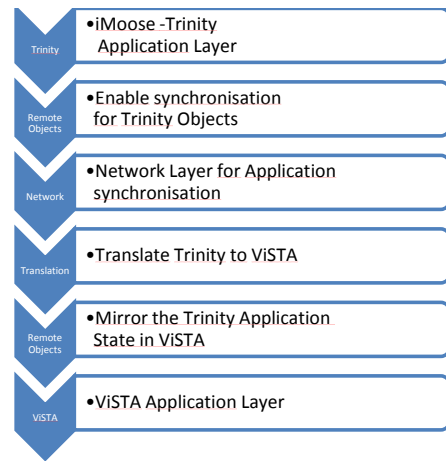 Trinity
•iMoose -Trinity
Application Layer
Remote
Objects
•Enable synchronisation
for Trinity Objects
Network
•Network Layer for Application
synchronisation
Translation
•Translate Trinity to ViSTA
Remote
Objects
•Mirror the Trinity Application
State in ViSTA
ViSTA
•ViSTA Application Layer